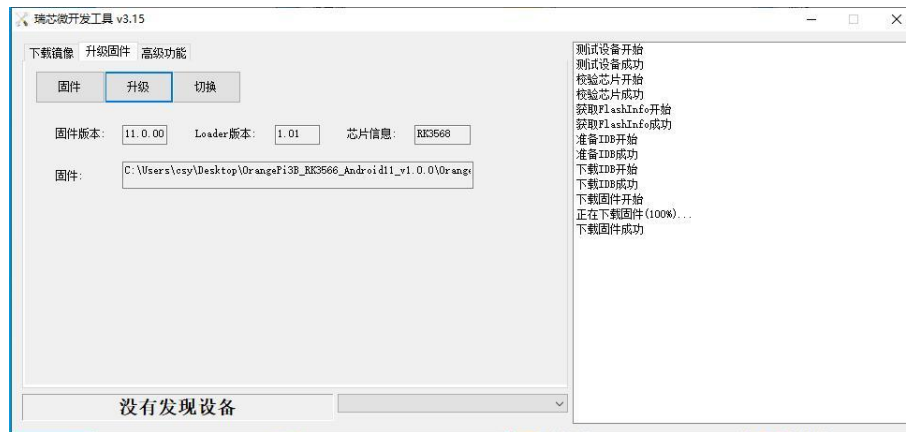 瑞芯微开发工具 v3.15
下载镜像 升级固件 高级功能
固件 升级 切换
固件版本: 11.0.00 Loader版本: 1.01 芯片信息: RK3568
固件: C:\Users\csy\Desktop\OrangePi3B_RK3566_Android11_v1.0.0\Orange
没有发现设备
测试设备开始
测试设备成功
校验芯片开始
校验芯片成功
获取FlashInfo开始
获取FlashInfo成功
准备IDB开始
准备IDB成功
下载IDB开始
下载IDB成功
下载固件开始
正在下载固件(100%)...
下载固件成功